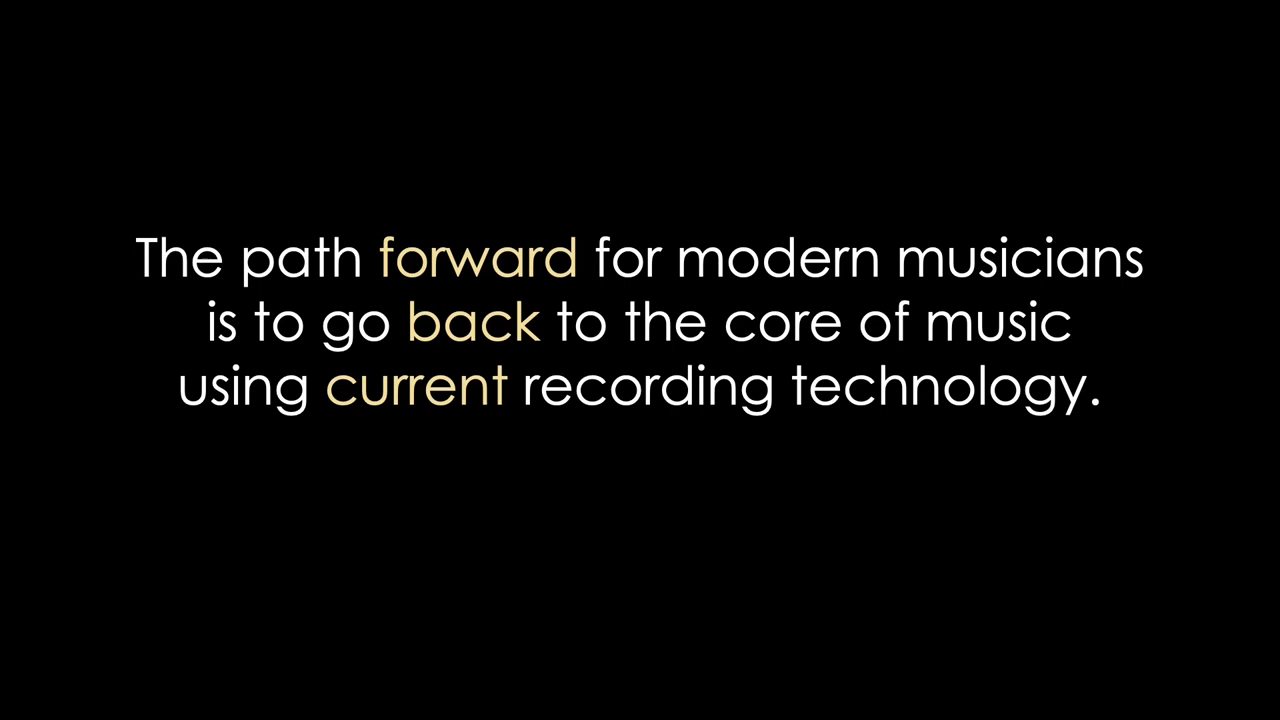 The path forward for modern musicians
is to go back to the core of music
using current recording technology.